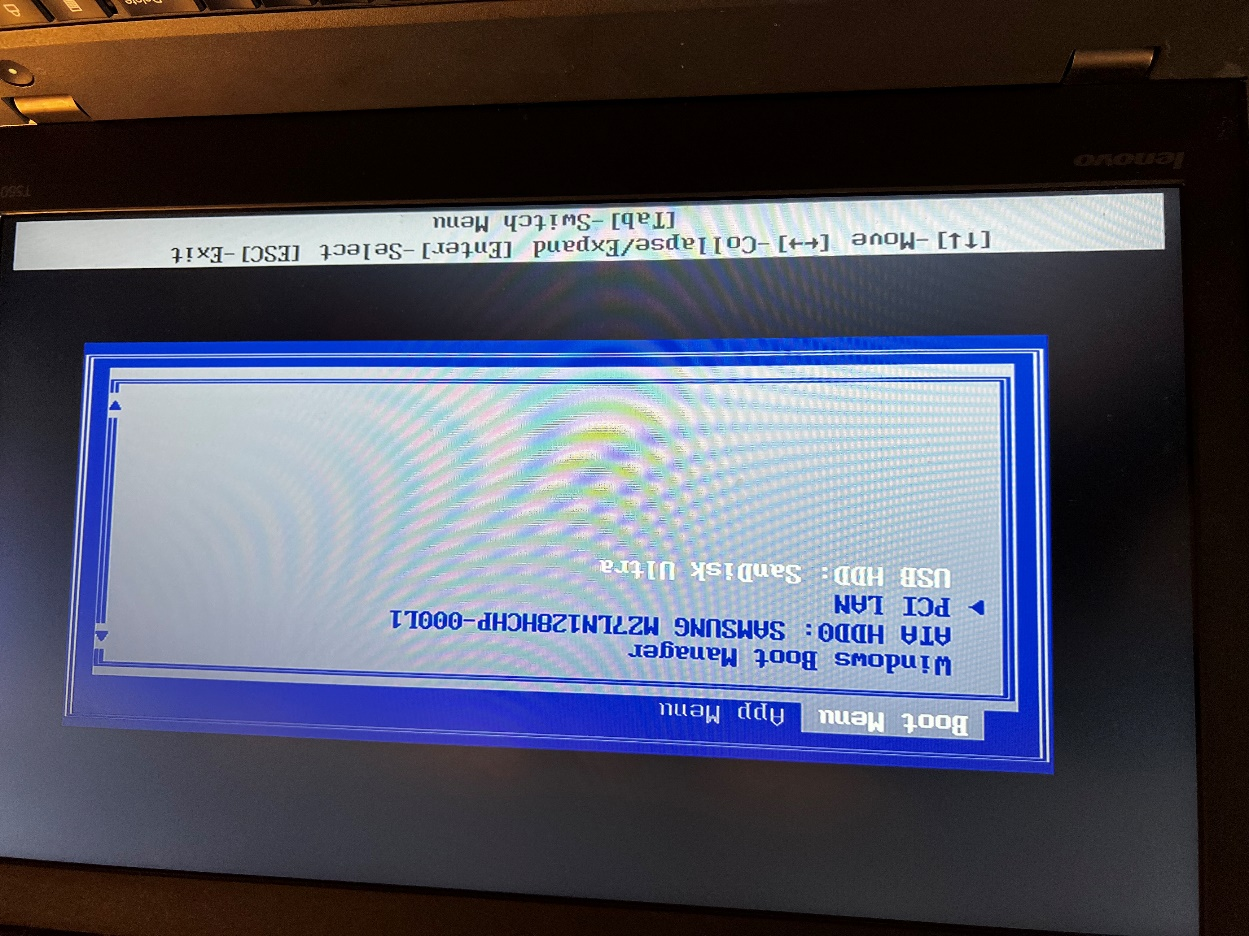 Boot Menu App Menu
Windows Boot Manager
ATA HDD0: SAMSUNG MZ7LN128HCHP-000L1
PCI LAN
USB HDD: SanDisk Ultra
[↑↓]-Move [←→]-Collapse/Expand [Enter]-Select [ESC]-Exit
[Tab]-Switch Menu
lenovo
Delete